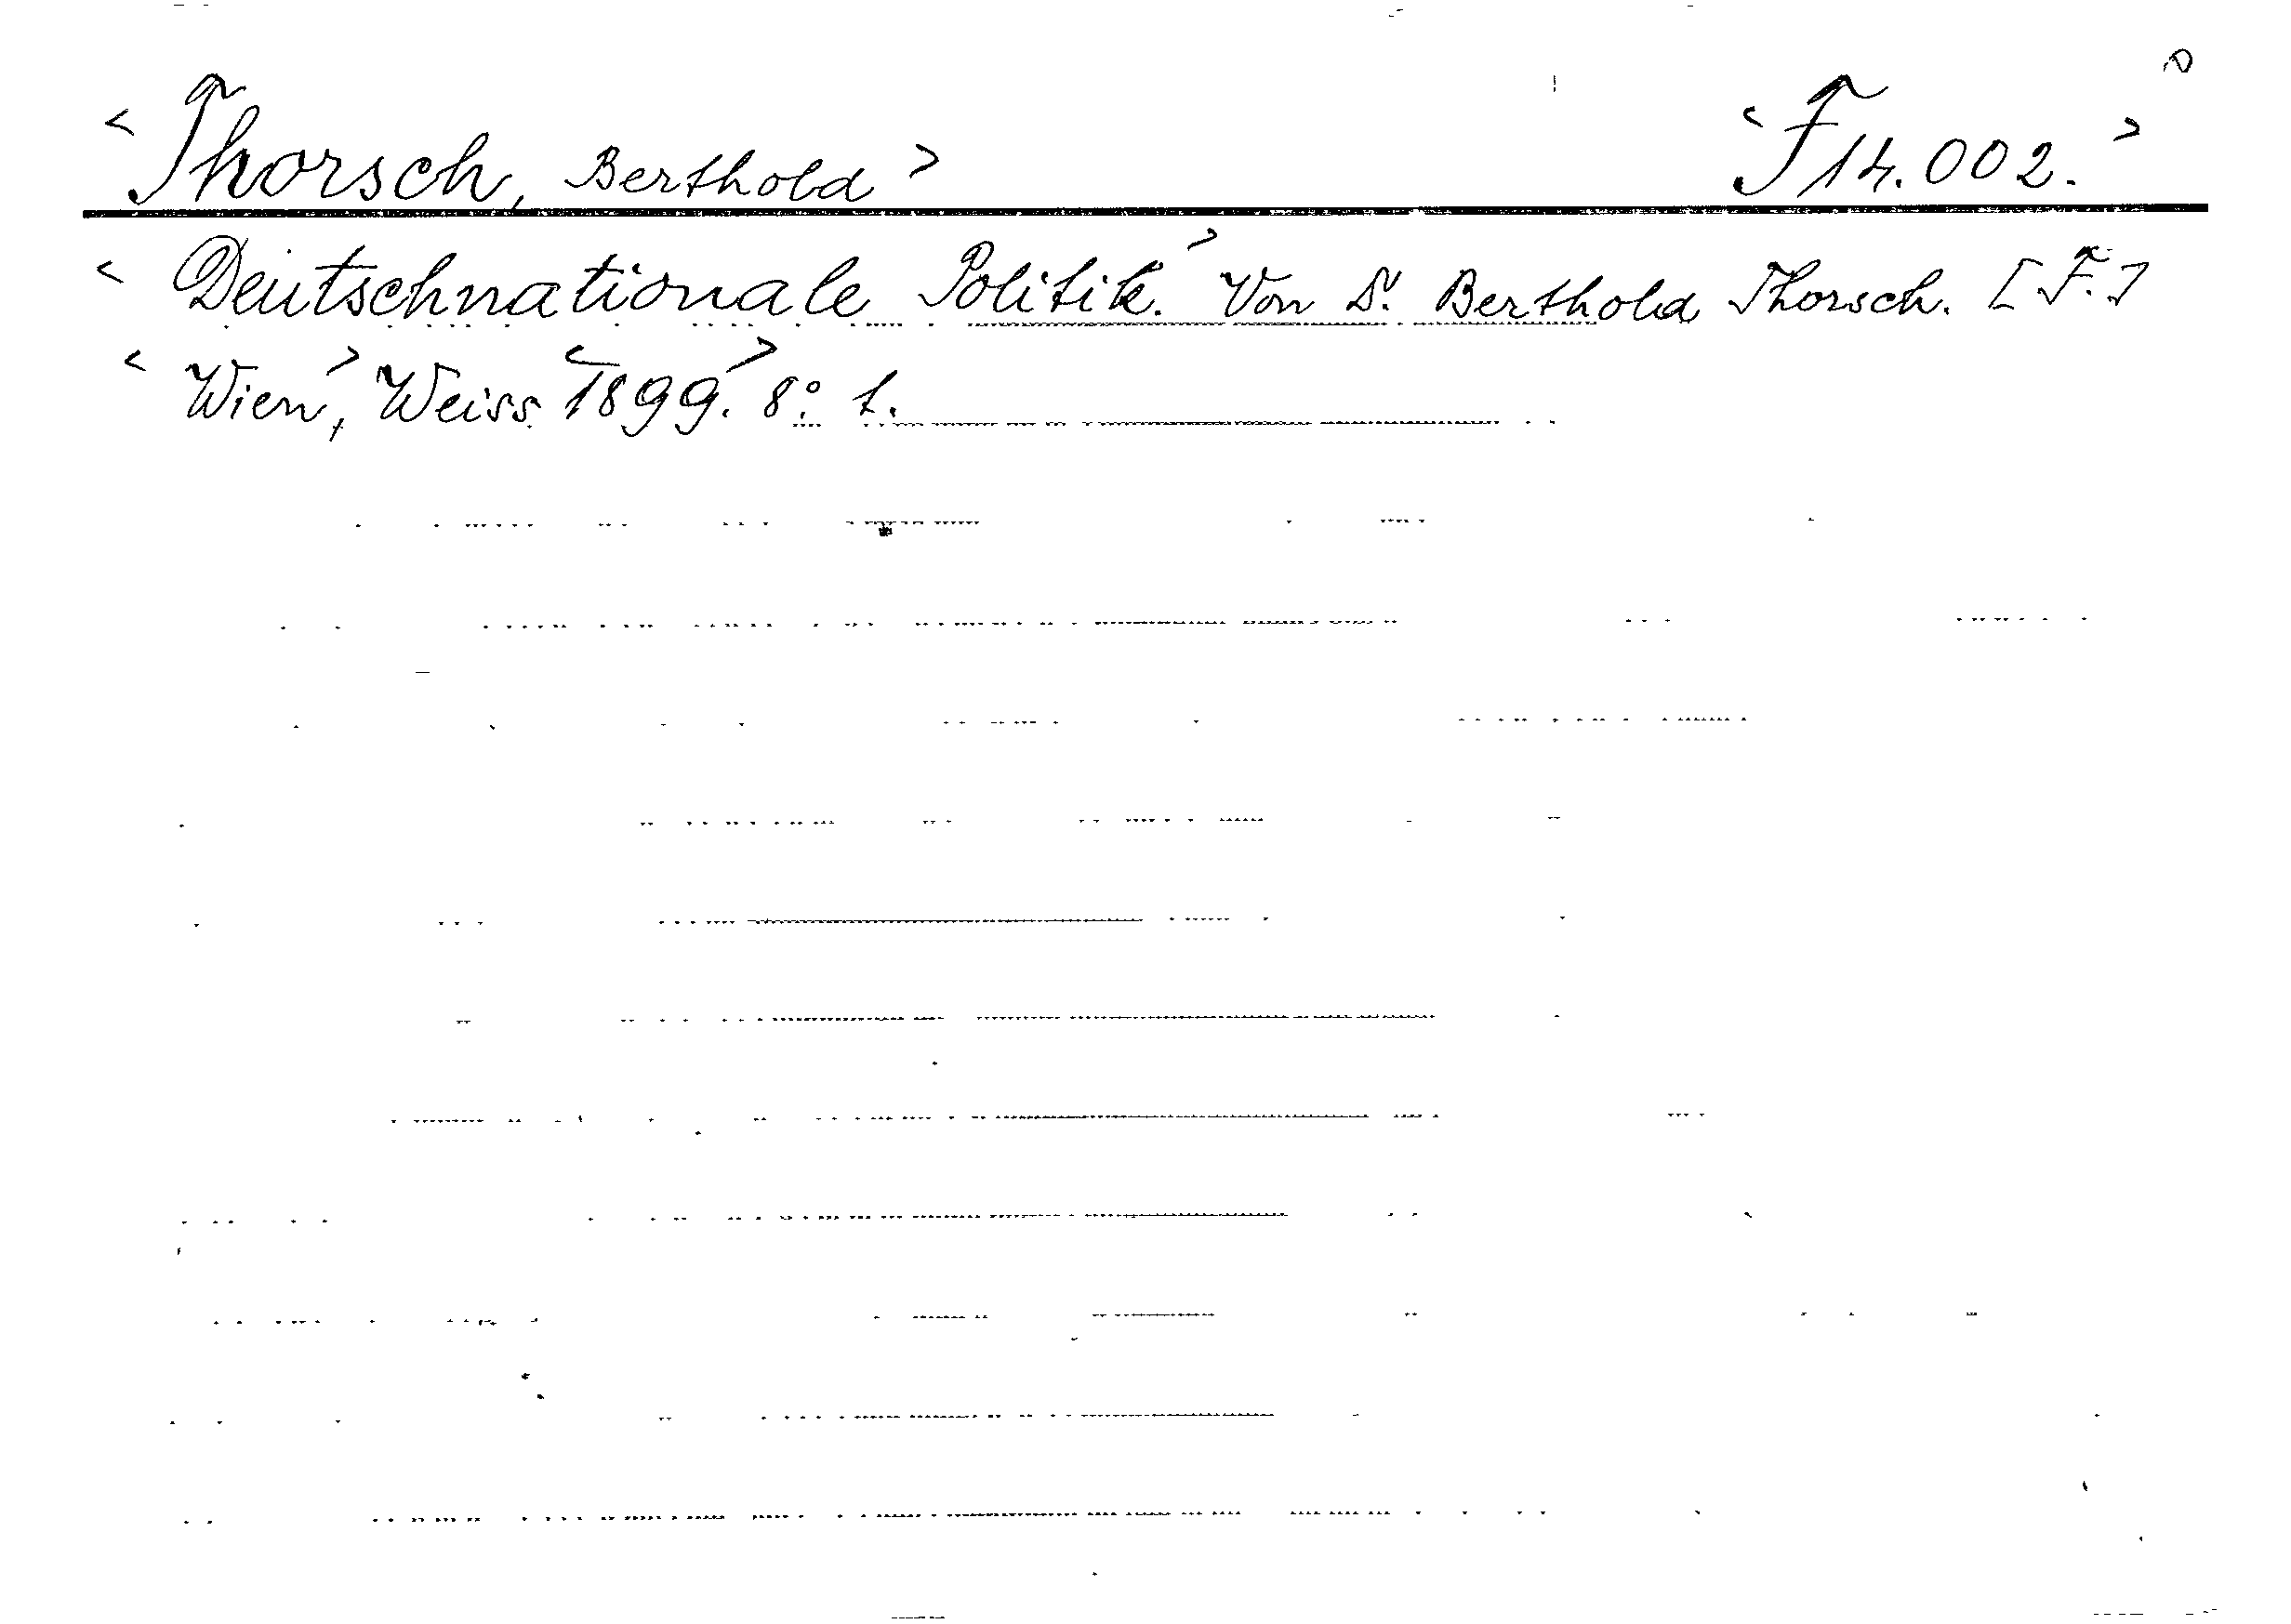 <Thorsch, Berthold> <F 14.002.>
<Deutschnationale Politik.> Von Dr. Berthold Thorsch. [F.]
<Wien,> Weiss <1899.> 8° 1.